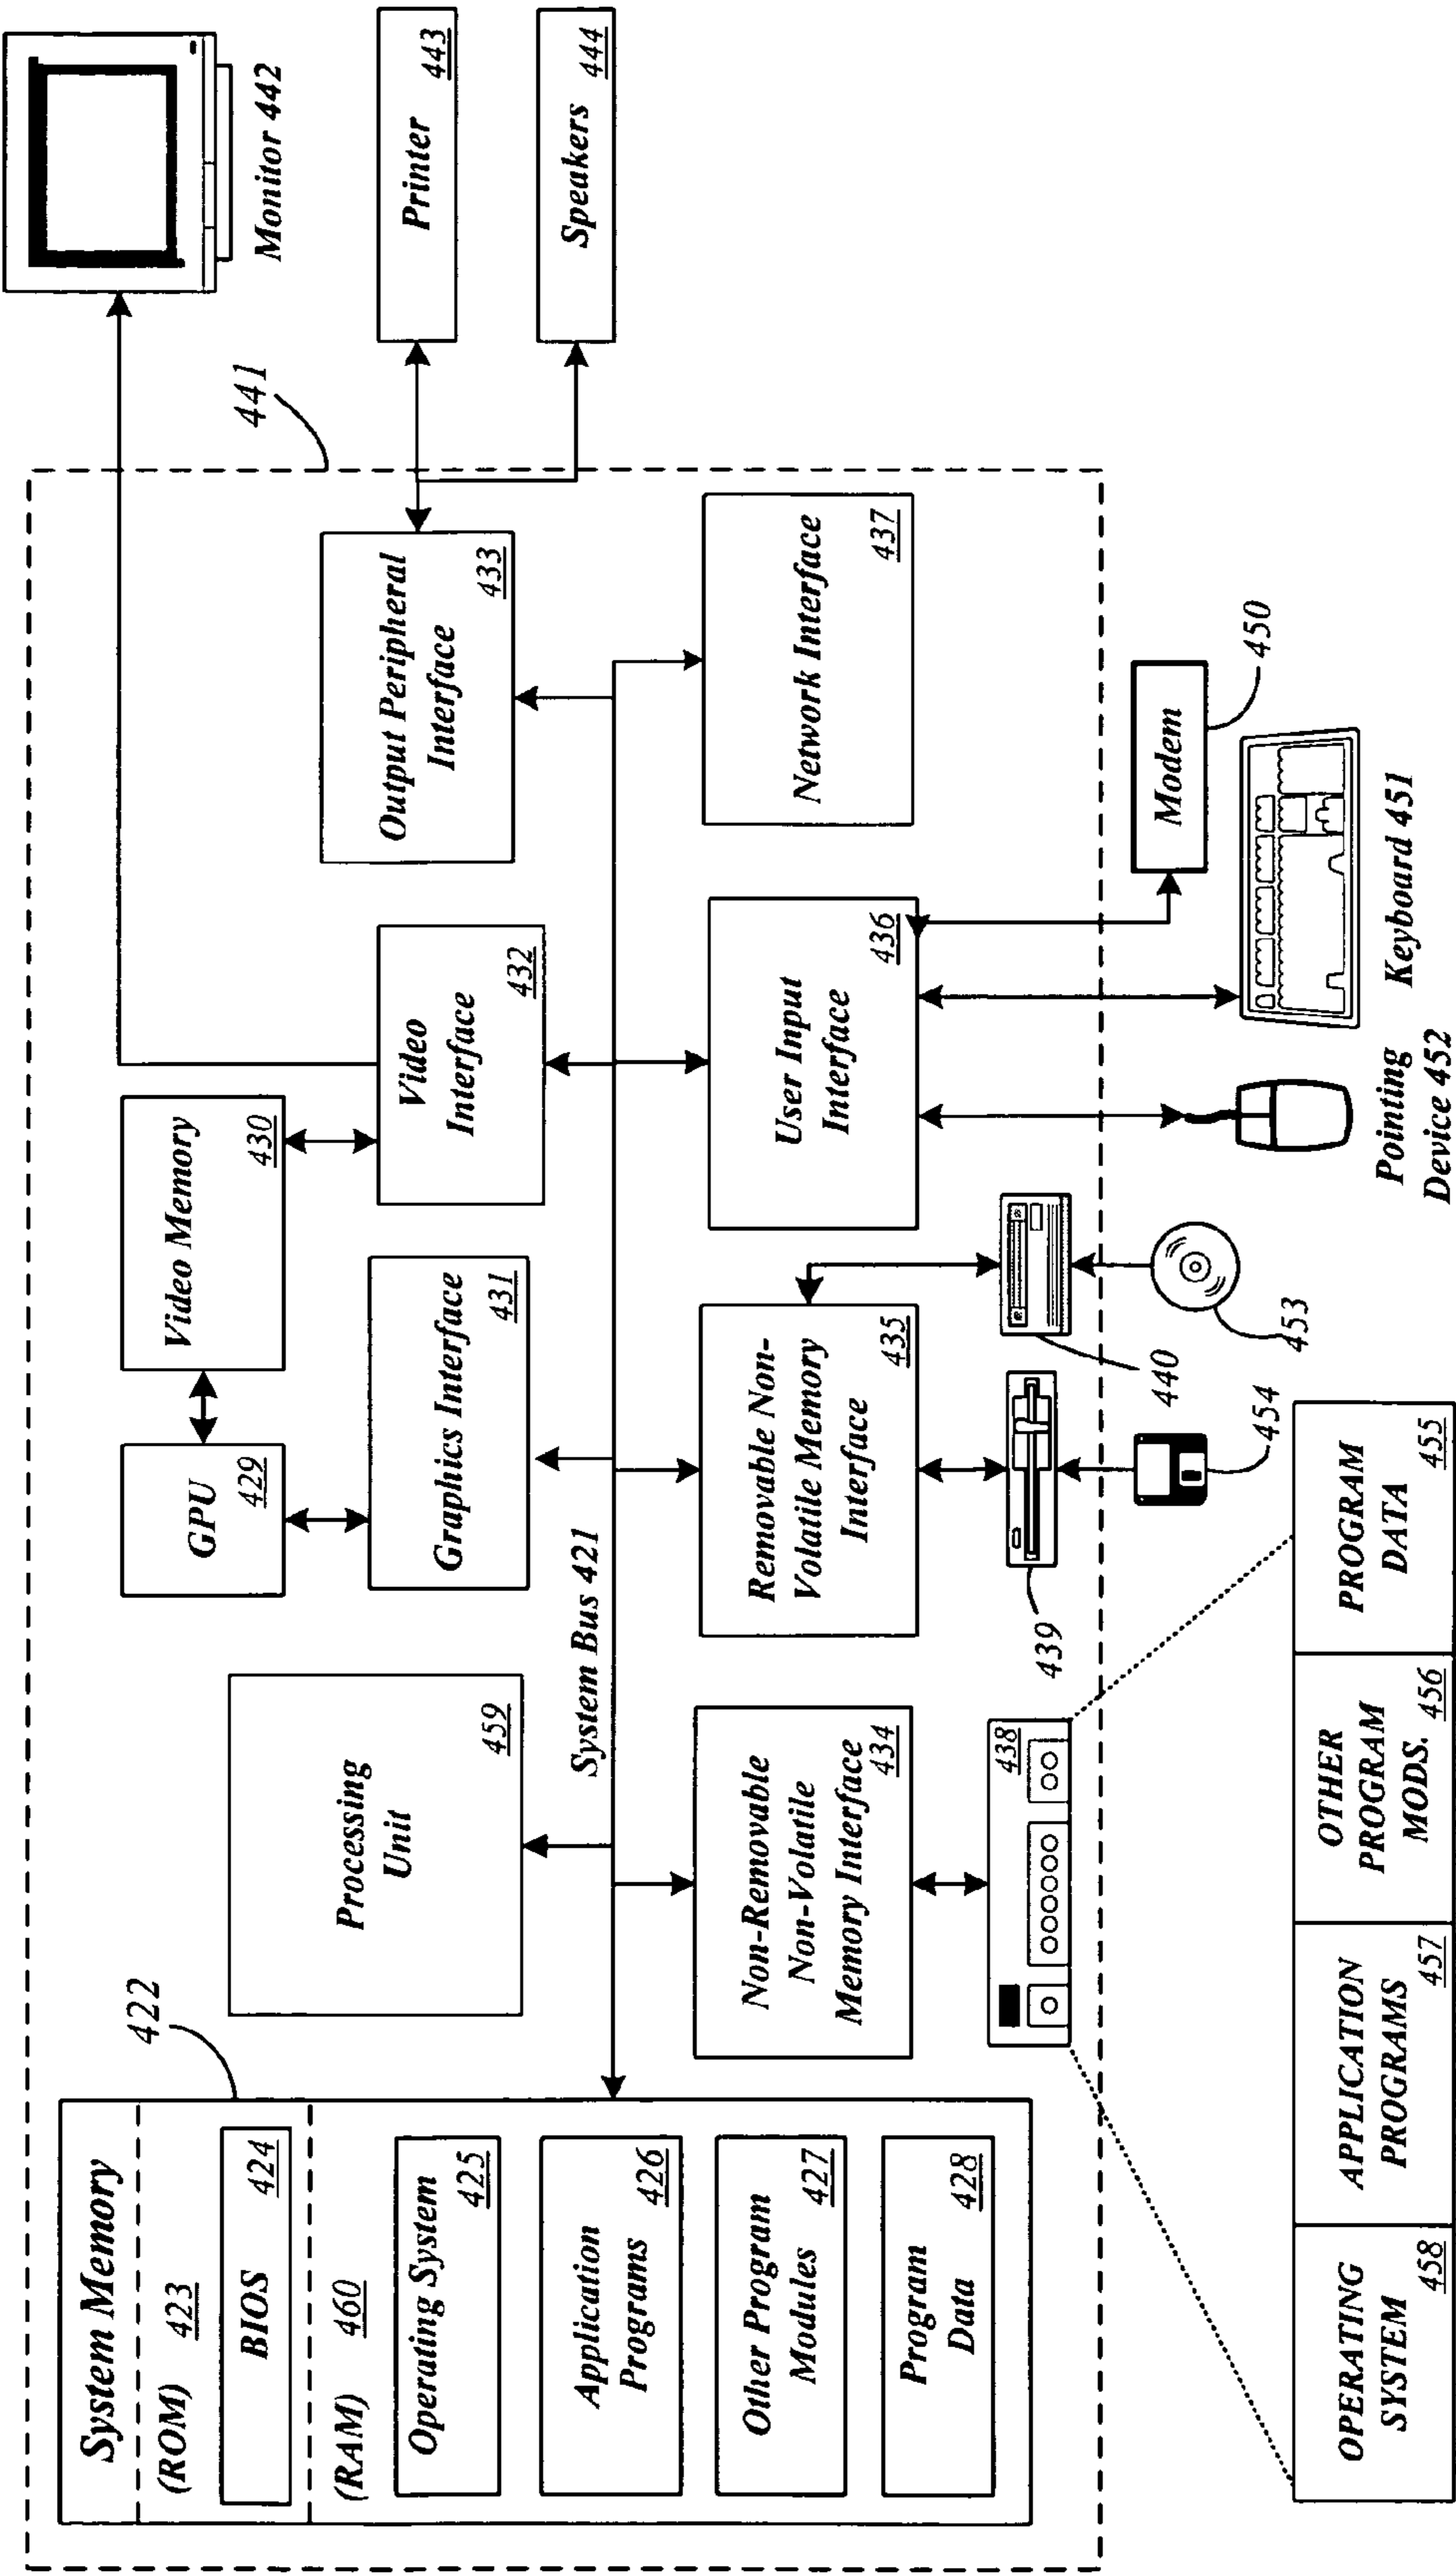 System Memory
(ROM) 423
BIOS 424
(RAM) 460
Operating System
425
Application
Programs 426
Other Program
Modules 427
Program
Data 428
422
Processing
Unit
459
System Bus 421
GPU
429
Video Memory
430
Graphics Interface
431
Video
Interface
432
Output Peripheral
Interface
433
441
Monitor 442
Printer
443
Speakers
444
Non-Removable
Non-Volatile
Memory Interface
434
Removable Non-
Volatile Memory
Interface
435
User Input
Interface
436
Network Interface
437
438
439
440
454
453
Pointing
Device 452
Keyboard 451
Modem
450
OPERATING
SYSTEM
458
APPLICATION
PROGRAMS
457
OTHER
PROGRAM
MODS. 456
PROGRAM
DATA
455